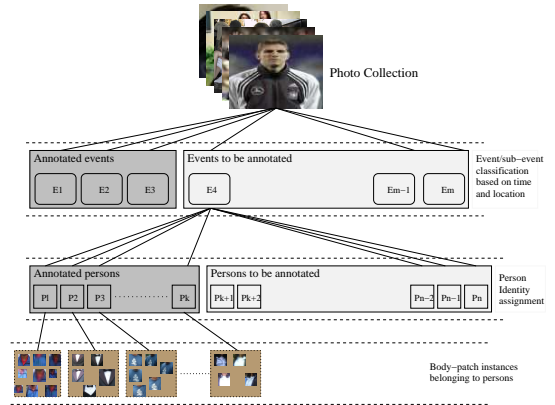 Photo Collection
Annotated events
Events to be annotated
E1
E2
E3
E4
Em−1
Em
Event/sub−event
classification
based on time
and location
Annotated persons
Persons to be annotated
P1
P2
P3
Pk
Pk+1
Pk+2
Pn−2
Pn−1
Pn
Person
Identity
assignment
Body−patch instances
belonging to persons